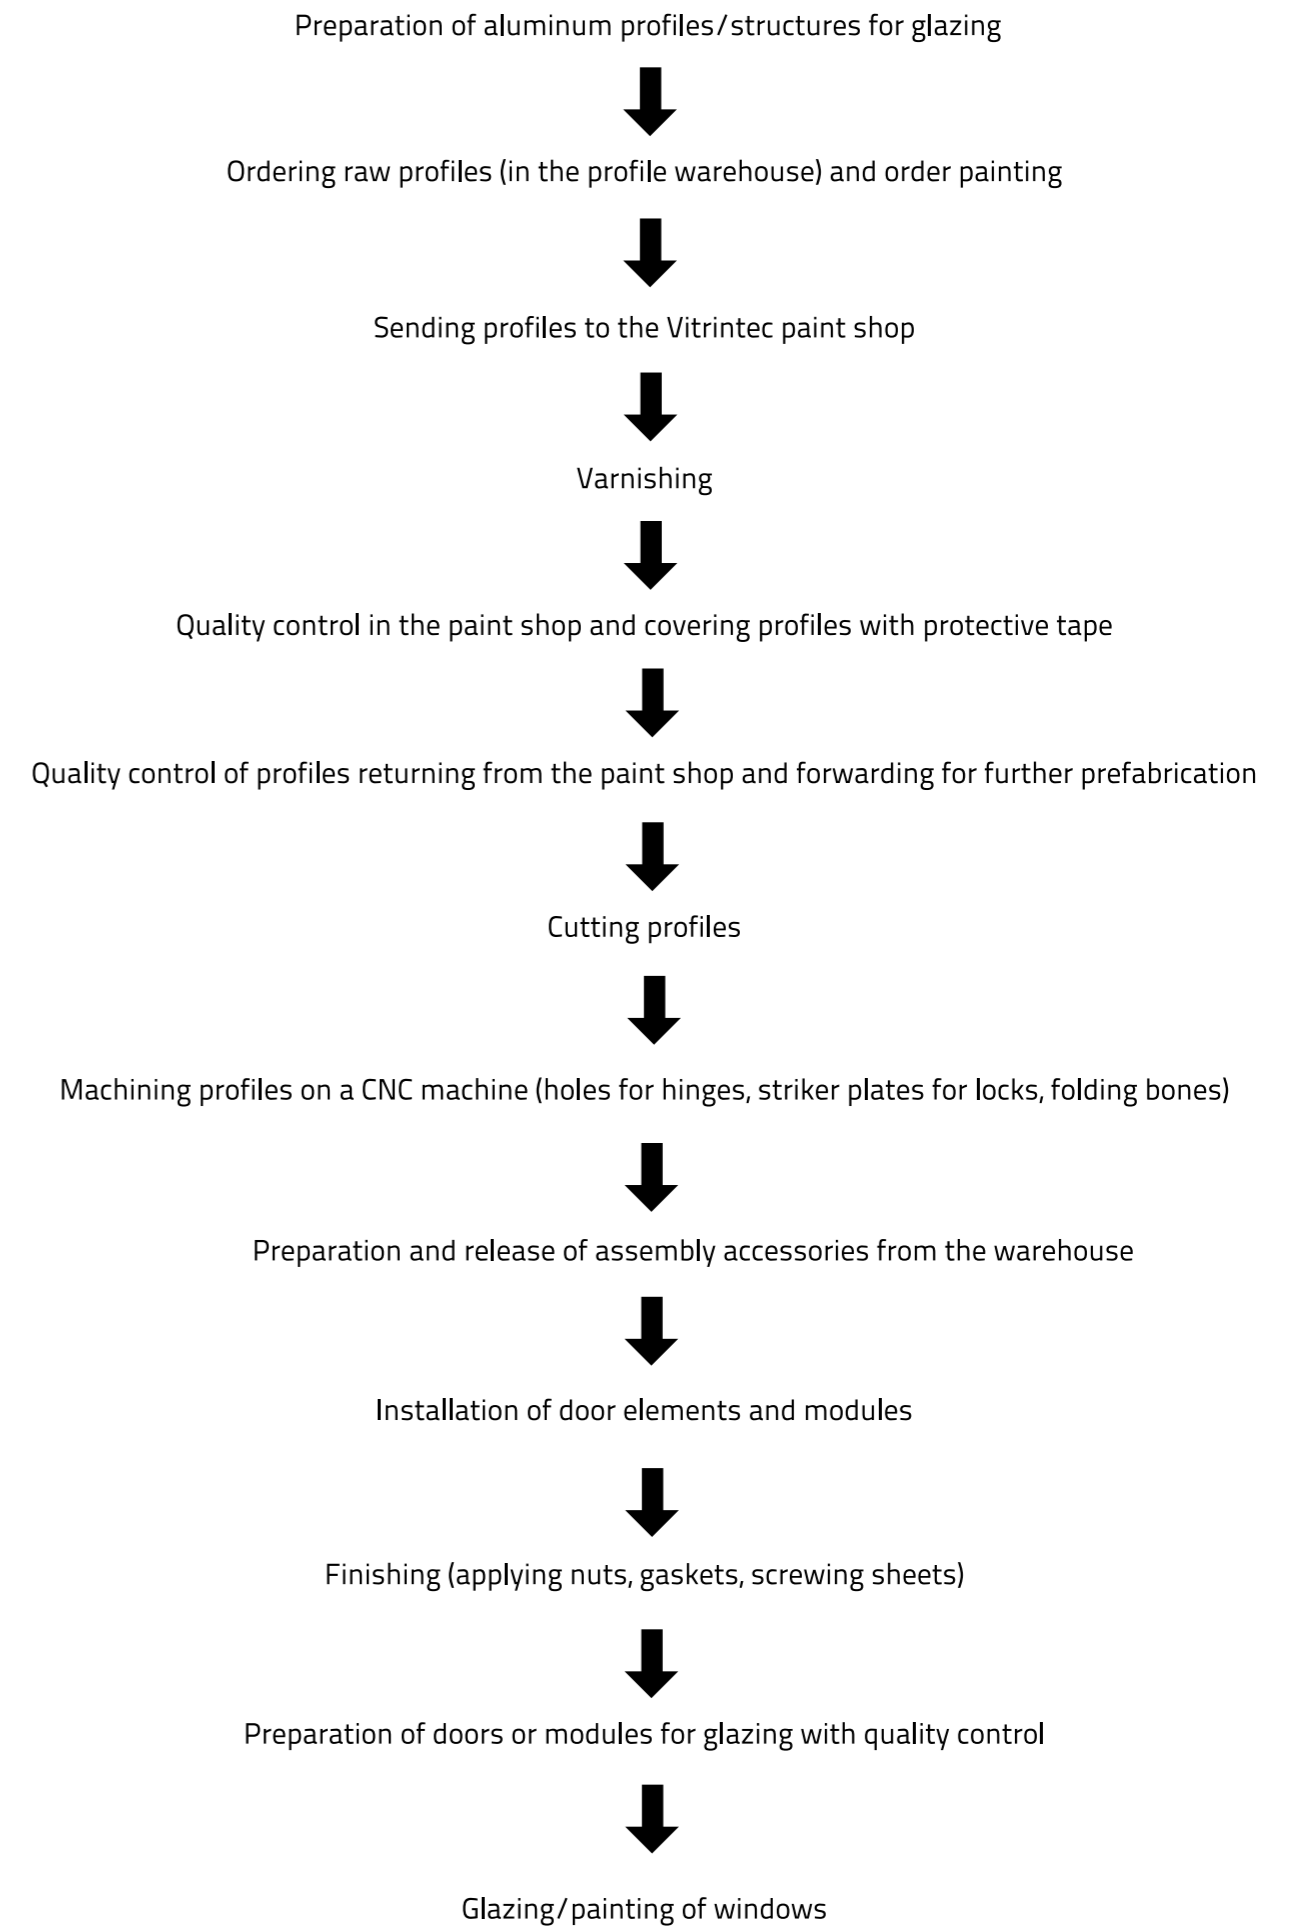 Preparation of aluminum profiles/structures for glazing
Ordering raw profiles (in the profile warehouse) and order painting
Sending profiles to the Vitrintec paint shop
Varnishing
Quality control in the paint shop and covering profiles with protective tape
Quality control of profiles returning from the paint shop and forwarding for further prefabrication
Cutting profiles
Machining profiles on a CNC machine (holes for hinges, striker plates for locks, folding bones)
Preparation and release of assembly accessories from the warehouse
Installation of door elements and modules
Finishing (applying nuts, gaskets, screwing sheets)
Preparation of doors or modules for glazing with quality control
Glazing/painting of windows